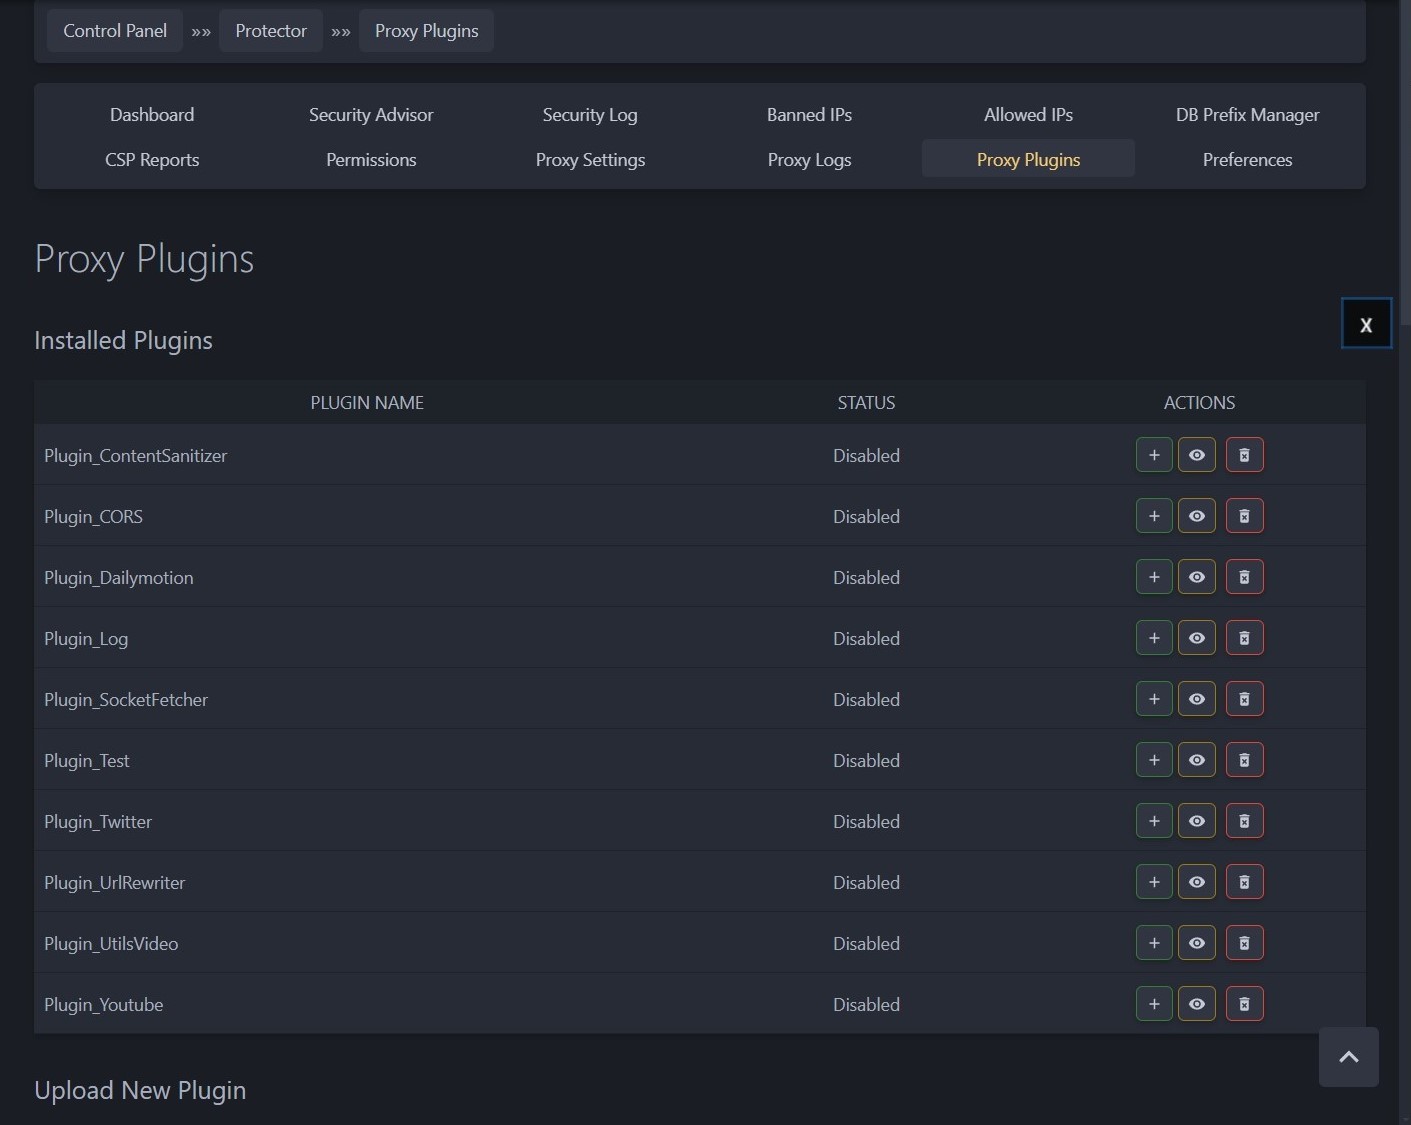 Control Panel »» Protector »» Proxy Plugins
Dashboard Security Advisor Security Log Banned IPs Allowed IPs DB Prefix Manager
CSP Reports Permissions Proxy Settings Proxy Logs Proxy Plugins Preferences
Proxy Plugins
X
Installed Plugins
PLUGIN NAME STATUS ACTIONS
Plugin_ContentSanitizer Disabled
Plugin_CORS Disabled
Plugin_Dailymotion Disabled
Plugin_Log Disabled
Plugin_SocketFetcher Disabled
Plugin_Test Disabled
Plugin_Twitter Disabled
Plugin_UrlRewriter Disabled
Plugin_UtilsVideo Disabled
Plugin_Youtube Disabled
Upload New Plugin